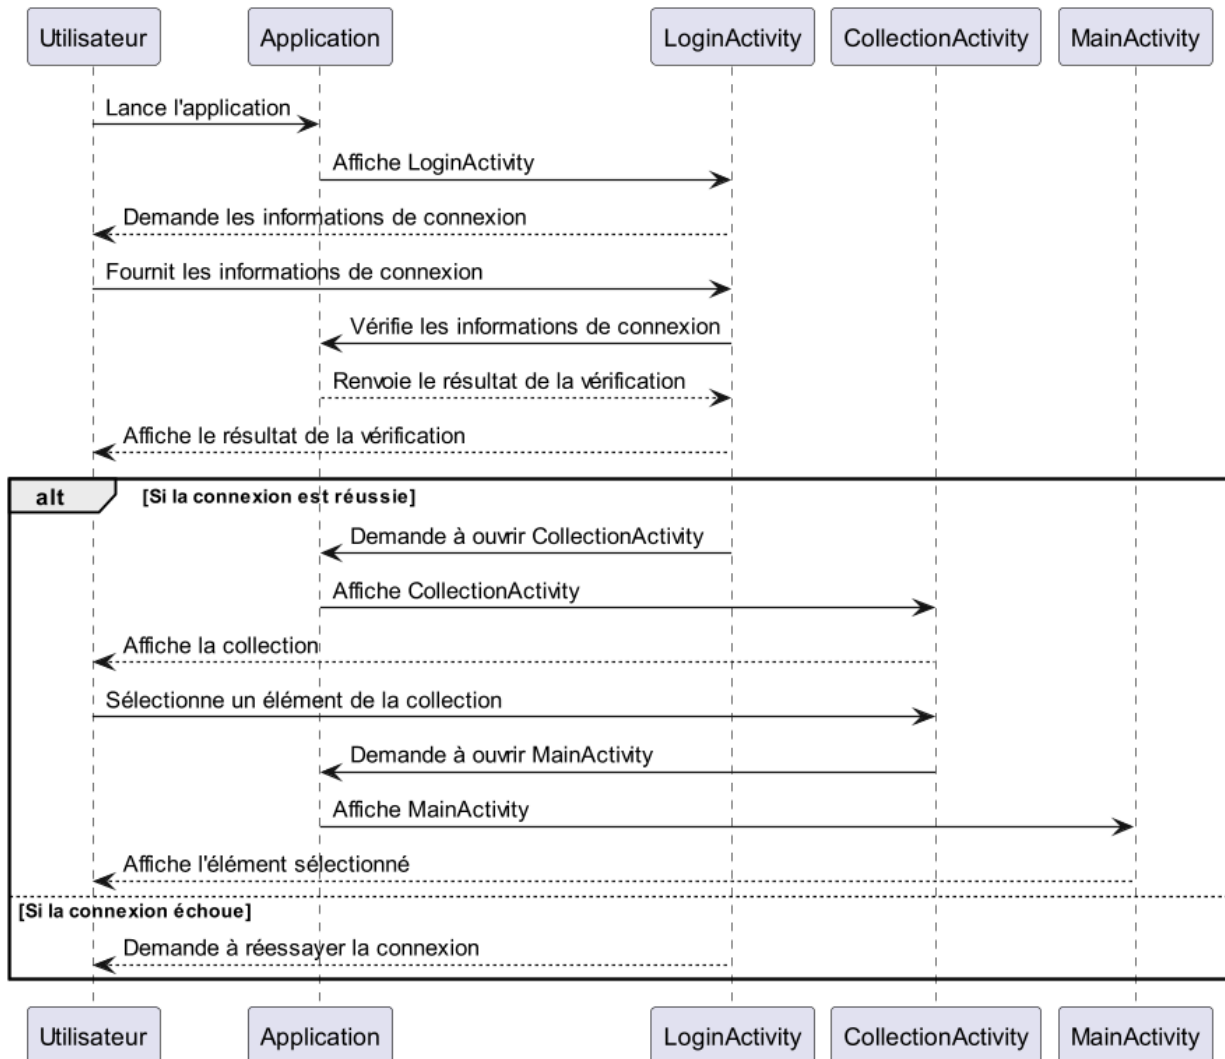 Utilisateur
Application
LoginActivity
CollectionActivity
MainActivity
Lance l'application
Affiche LoginActivity
Demande les informations de connexion
Fournit les informations de connexion
Vérifie les informations de connexion
Renvoie le résultat de la vérification
Affiche le résultat de la vérification
alt
[Si la connexion est réussie]
Demande à ouvrir CollectionActivity
Affiche CollectionActivity
Affiche la collection
Sélectionne un élément de la collection
Demande à ouvrir MainActivity
Affiche MainActivity
Affiche l'élément sélectionné
[Si la connexion échoue]
Demande à réessayer la connexion
Utilisateur
Application
LoginActivity
CollectionActivity
MainActivity